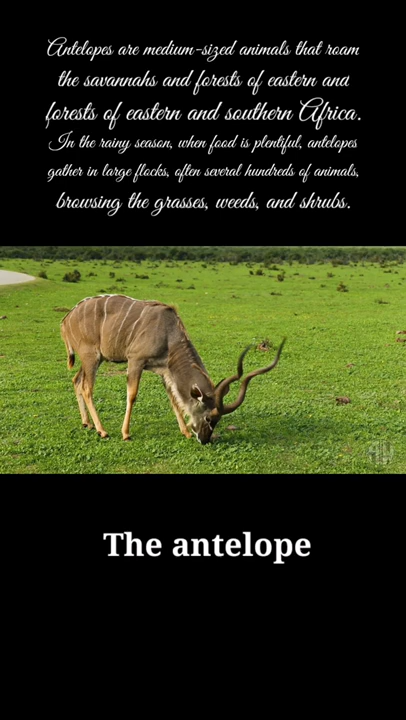 Antelopes are medium-sized animals that roam
the savannahs and forests of eastern and
forests of eastern and southern Africa.
In the rainy season, when food is plentiful, antelopes
gather in large flocks, often several hundreds of animals,
browsing the grasses, weeds, and shrubs.
The antelope